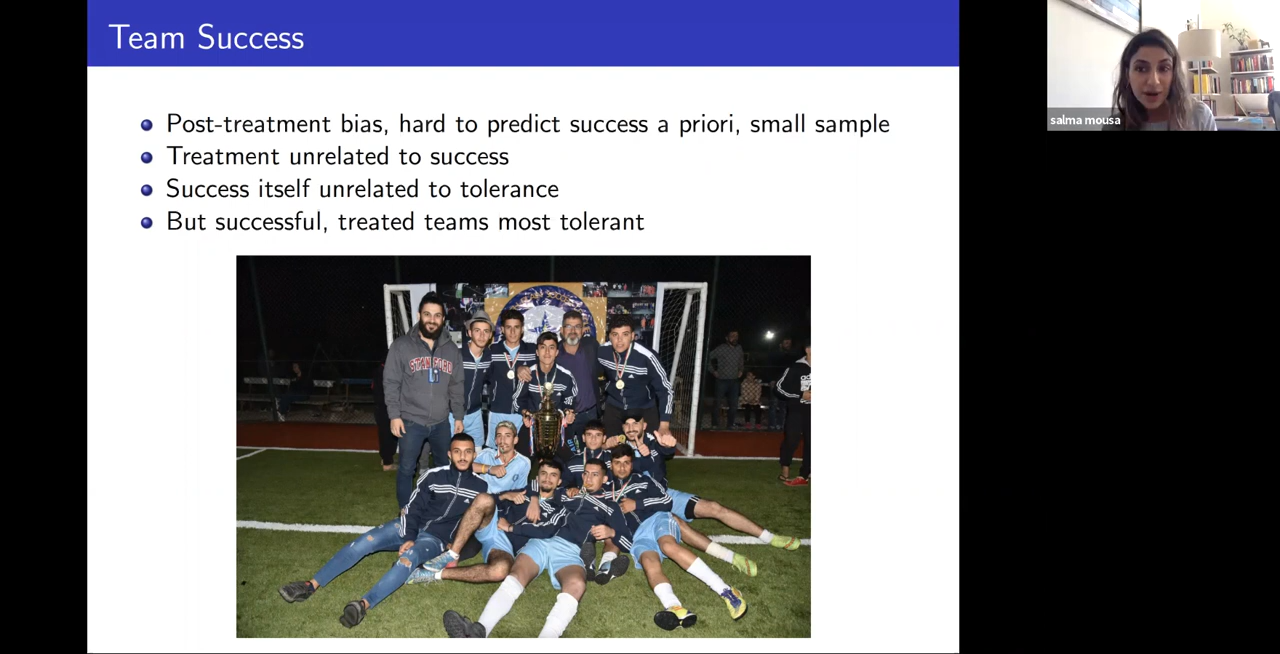 Team Success
Post-treatment bias, hard to predict success a priori, small sample
Treatment unrelated to success
Success itself unrelated to tolerance
But successful, treated teams most tolerant
salma mousa
STANFORD